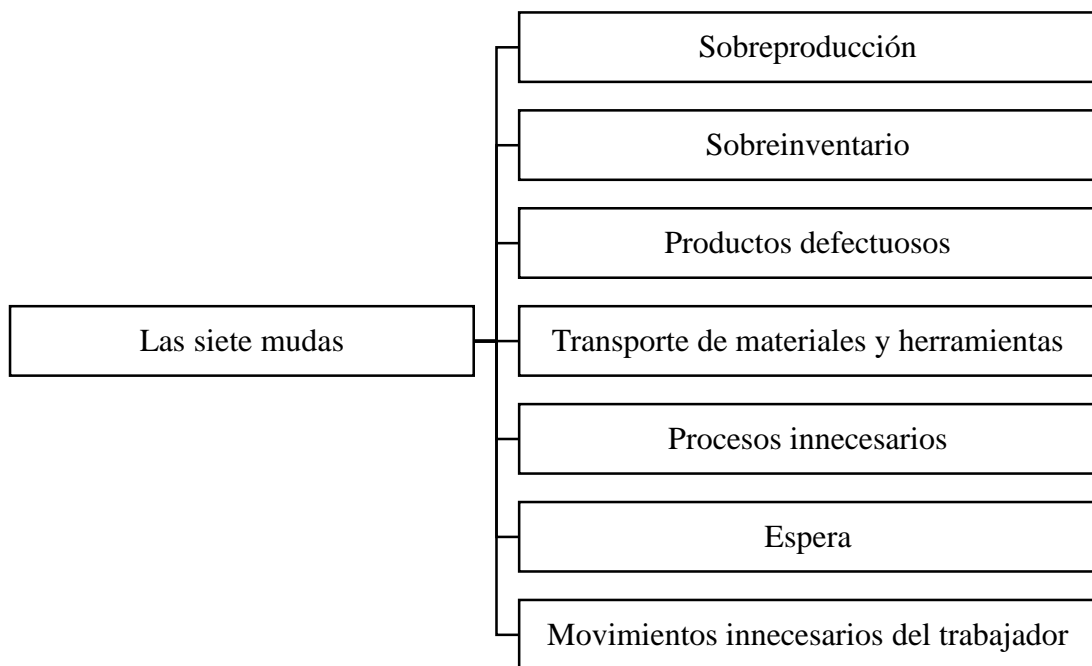 Sobreproducción
Sobreinventario
Productos defectuosos
Las siete mudas
Transporte de materiales y herramientas
Procesos innecesarios
Espera
Movimientos innecesarios del trabajador